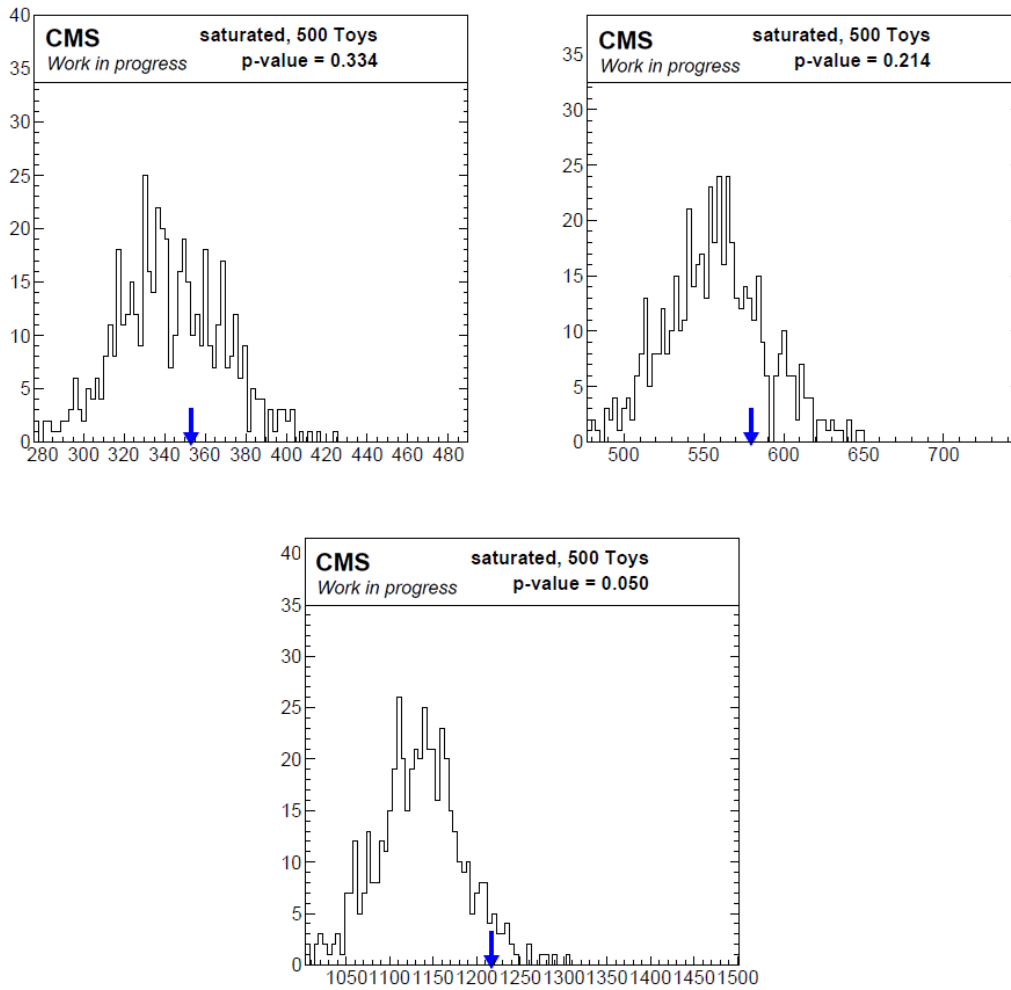 40
CMS
saturated, 500 Toys
Work in progress
p-value = 0.334
35
30
25
20
15
10
5
0
280 300 320 340 360 380 400 420 440 460 480
CMS
saturated, 500 Toys
35
Work in progress
p-value = 0.214
30
25
20
15
10
5
0
500 550 600 650 700
40
CMS
saturated, 500 Toys
Work in progress
p-value = 0.050
35
30
25
20
15
10
5
0
1050 1100 1150 1200 1250 1300 1350 1400 1450 1500